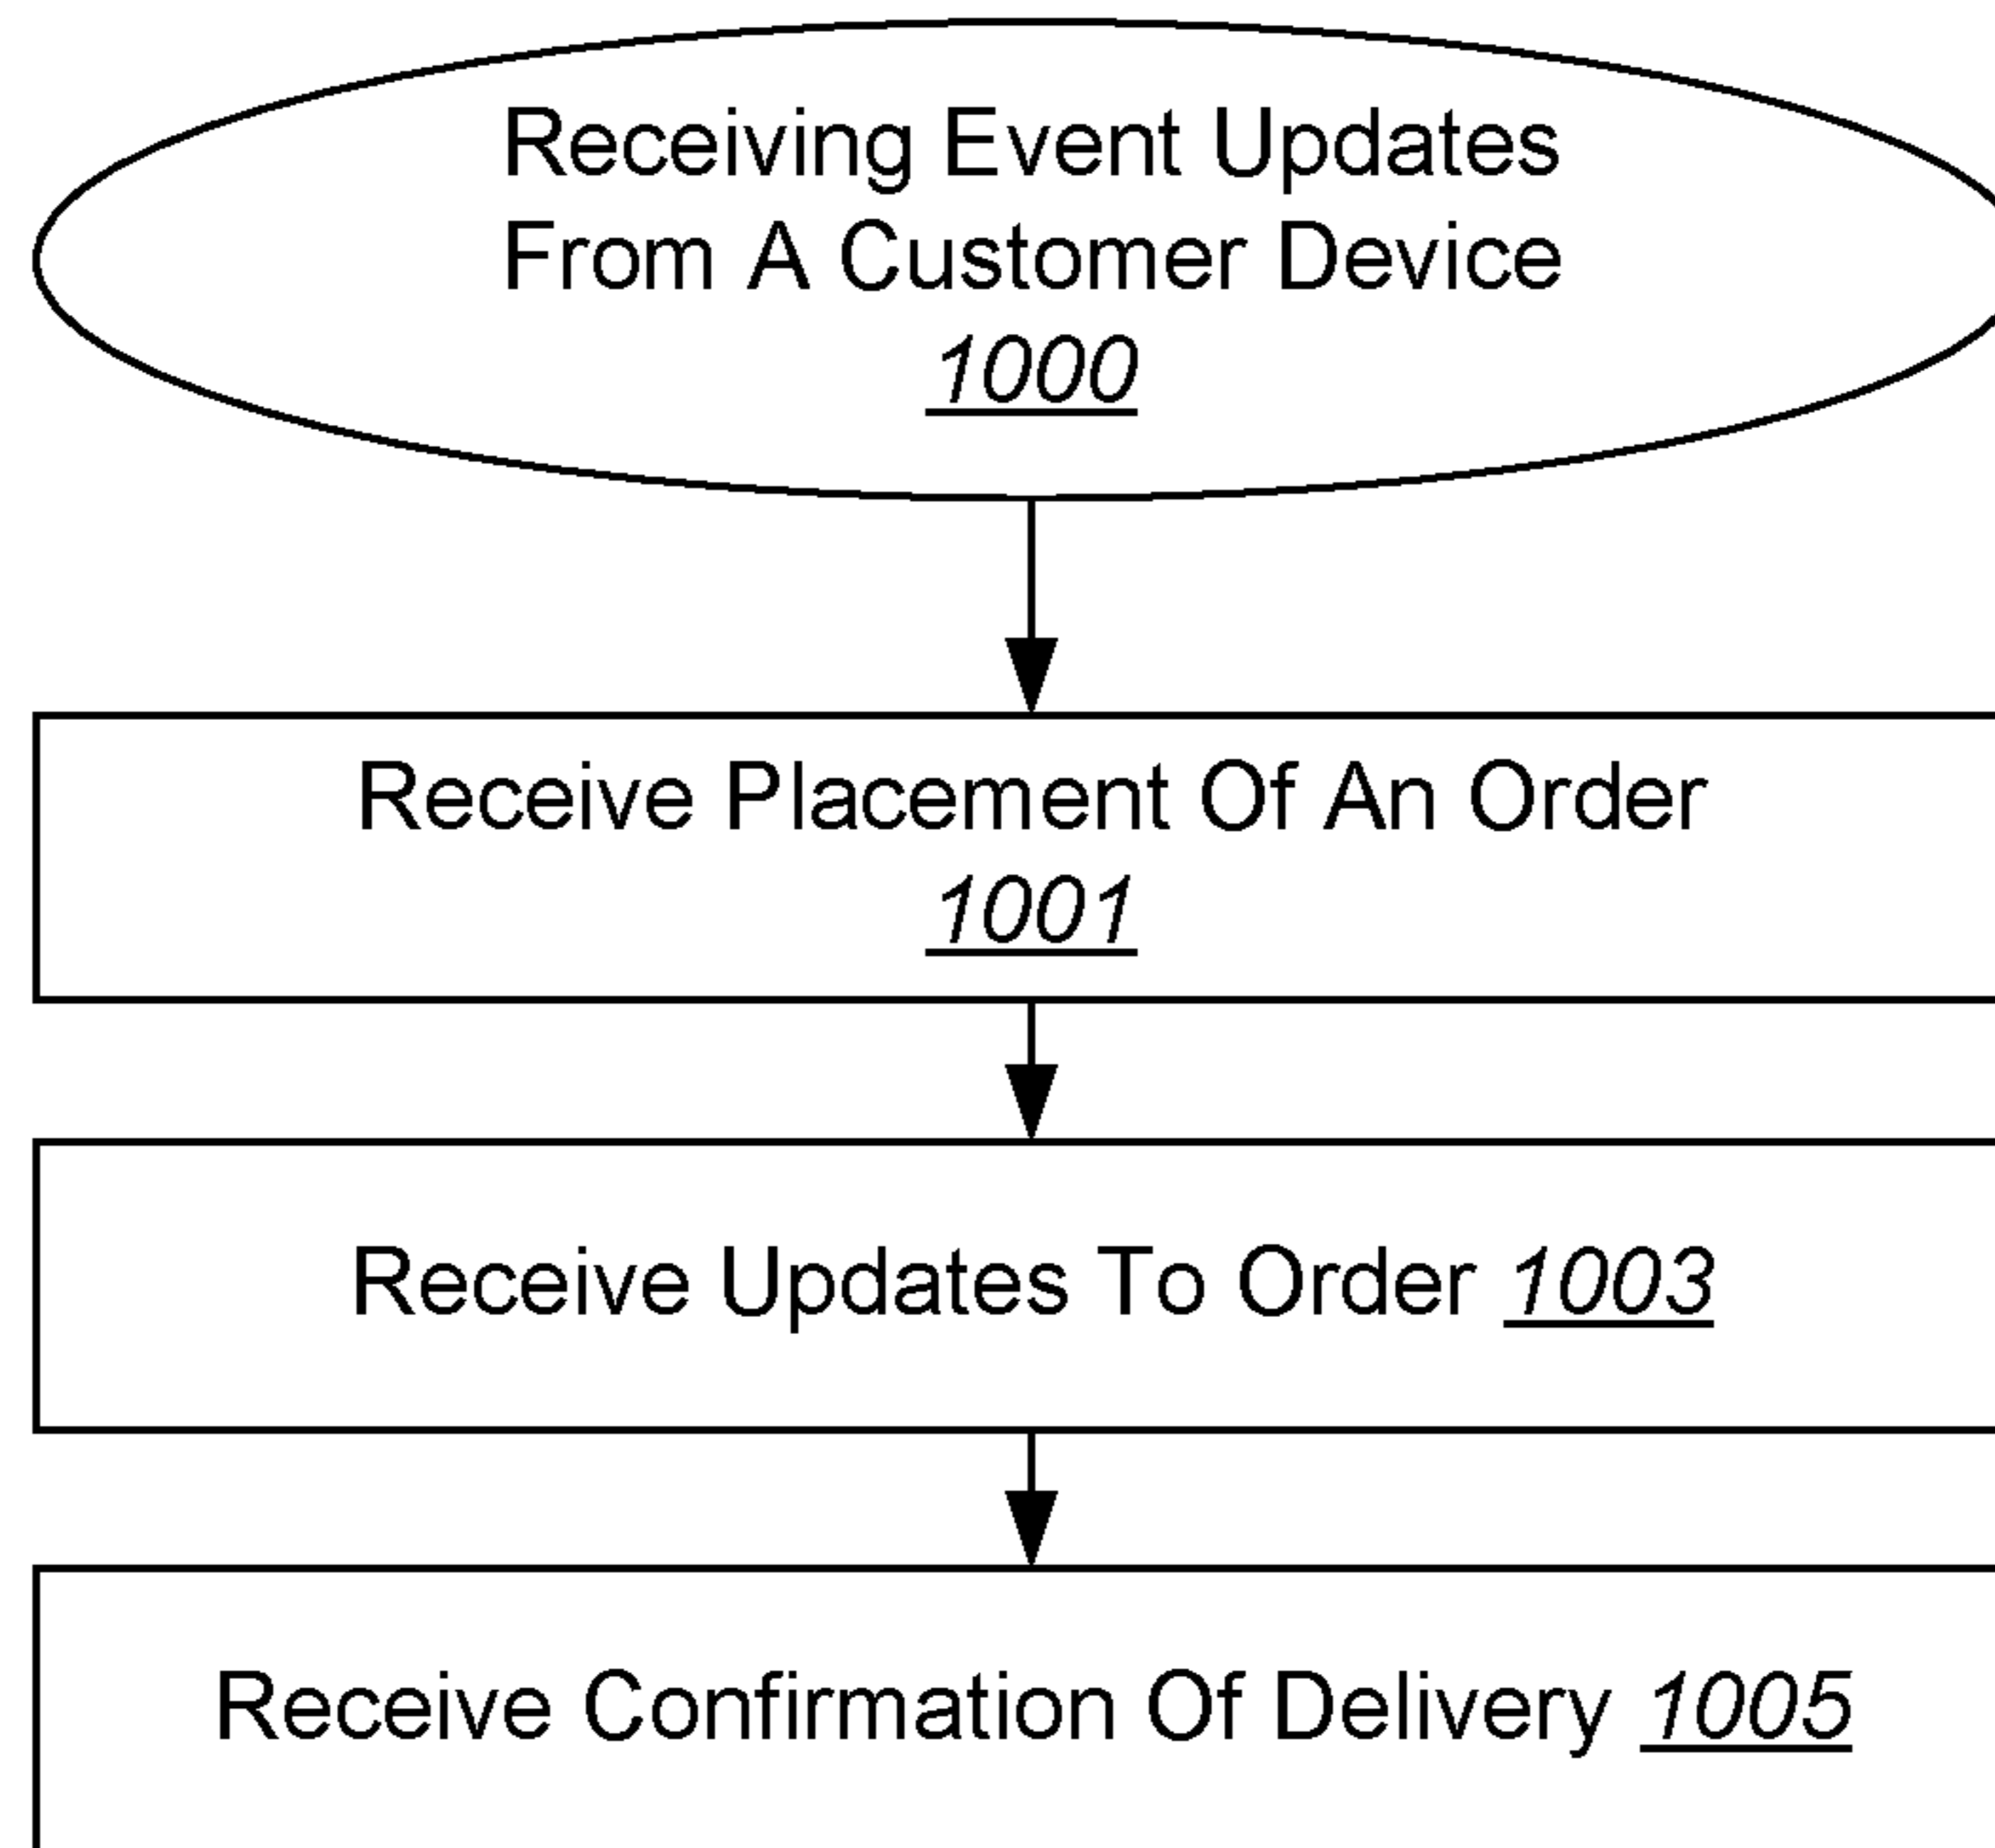 Receiving Event Updates
From A Customer Device
1000
Receive Placement Of An Order
1001
Receive Updates To Order 1003
Receive Confirmation Of Delivery 1005